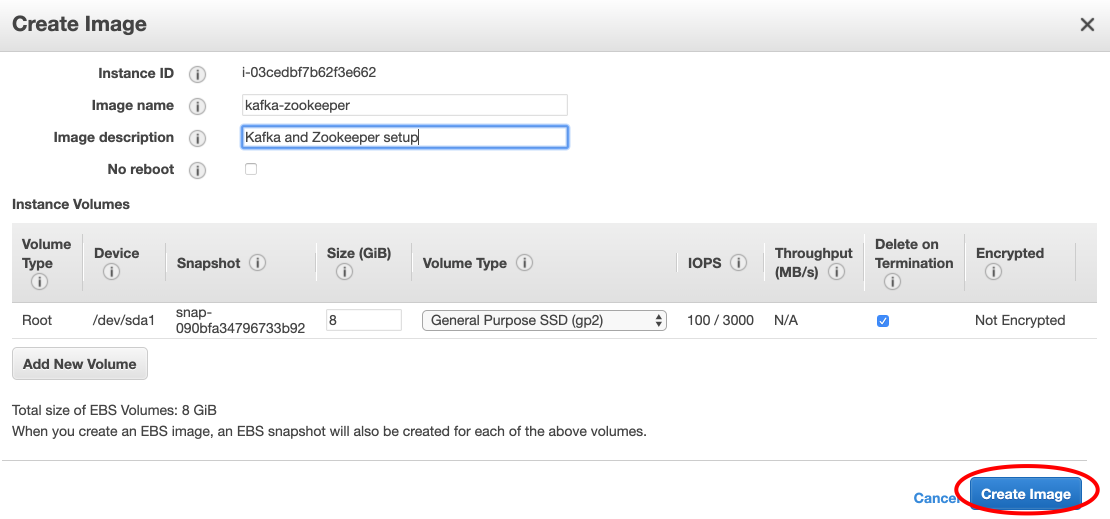 Create Image
Instance ID i-03cedbf7b62f3e662
Image name kafka-zookeeper
Image description Kafka and Zookeeper setup
No reboot
Instance Volumes
Volume Type Device Snapshot Size (GiB) Volume Type IOPS Throughput (MB/s) Delete on Termination Encrypted
Root /dev/sda1 snap-090bfa34796733b92 8 General Purpose SSD (gp2) 100 / 3000 N/A Not Encrypted
Add New Volume
Total size of EBS Volumes: 8 GiB
When you create an EBS image, an EBS snapshot will also be created for each of the above volumes.
Cancel Create Image